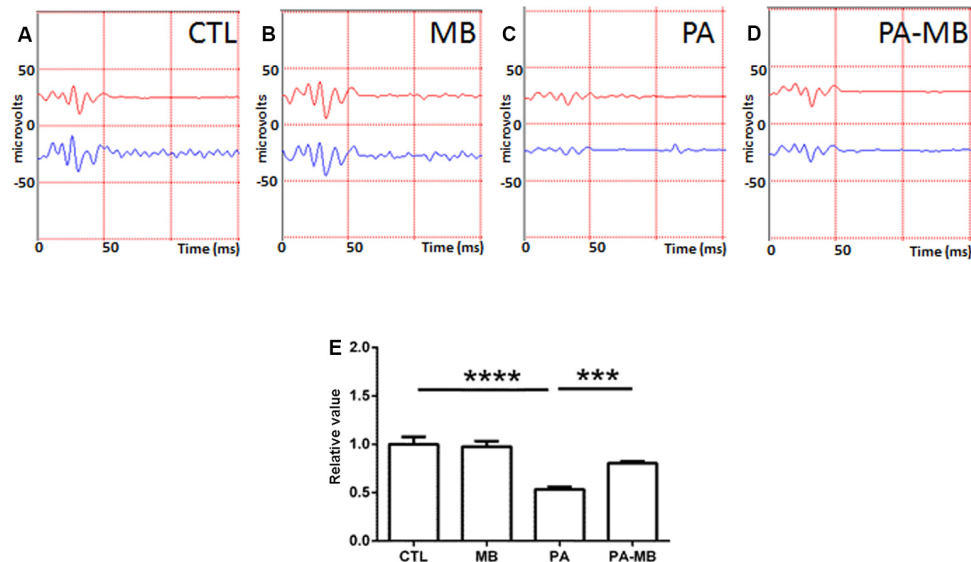 A CTL
50
microvolts
0
-50
0 50 Time (ms)
B MB
50
microvolts
0
-50
0 50 Time (ms)
C PA
50
microvolts
0
-50
0 50 Time (ms)
D PA-MB
50
microvolts
0
-50
0 50 Time (ms)
E
2.0
1.5
1.0
0.5
0.0
Relative value
**** ***
CTL MB PA PA-MB